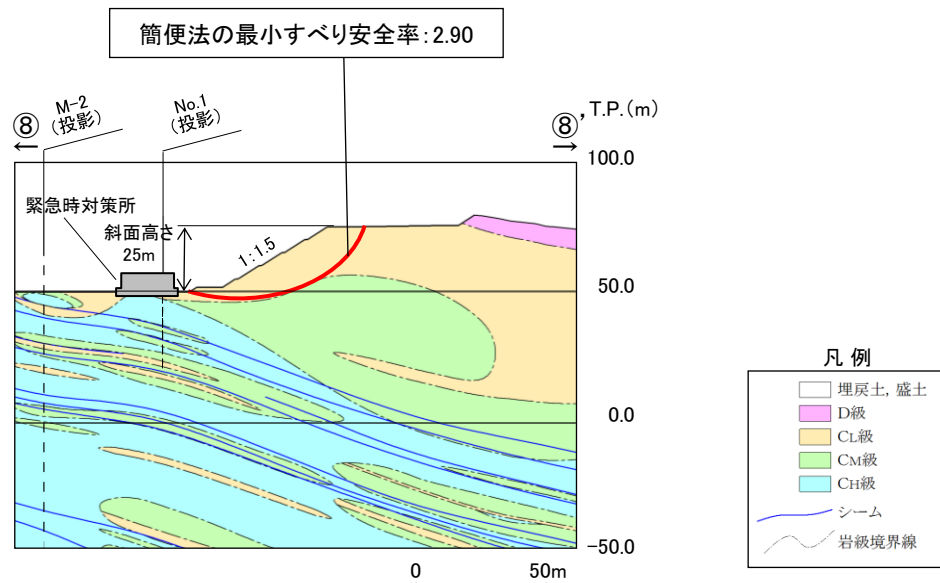 簡便法の最小すべり安全率：2.90
M-2
(投影)
No.1
(投影)
⑧
⑧'
T.P.(m)
100.0
緊急時対策所
斜面高さ
25m
1：1.5
50.0
0.0
-50.0
0
50m
凡 例
埋戻土, 盛土
D級
CL級
CM級
CH級
シーム
岩級境界線